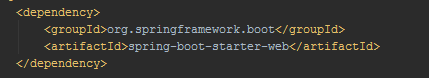 <dependency>
<groupId>org.springframework.boot</groupId>
<artifactId>spring-boot-starter-web</artifactId>
</dependency>